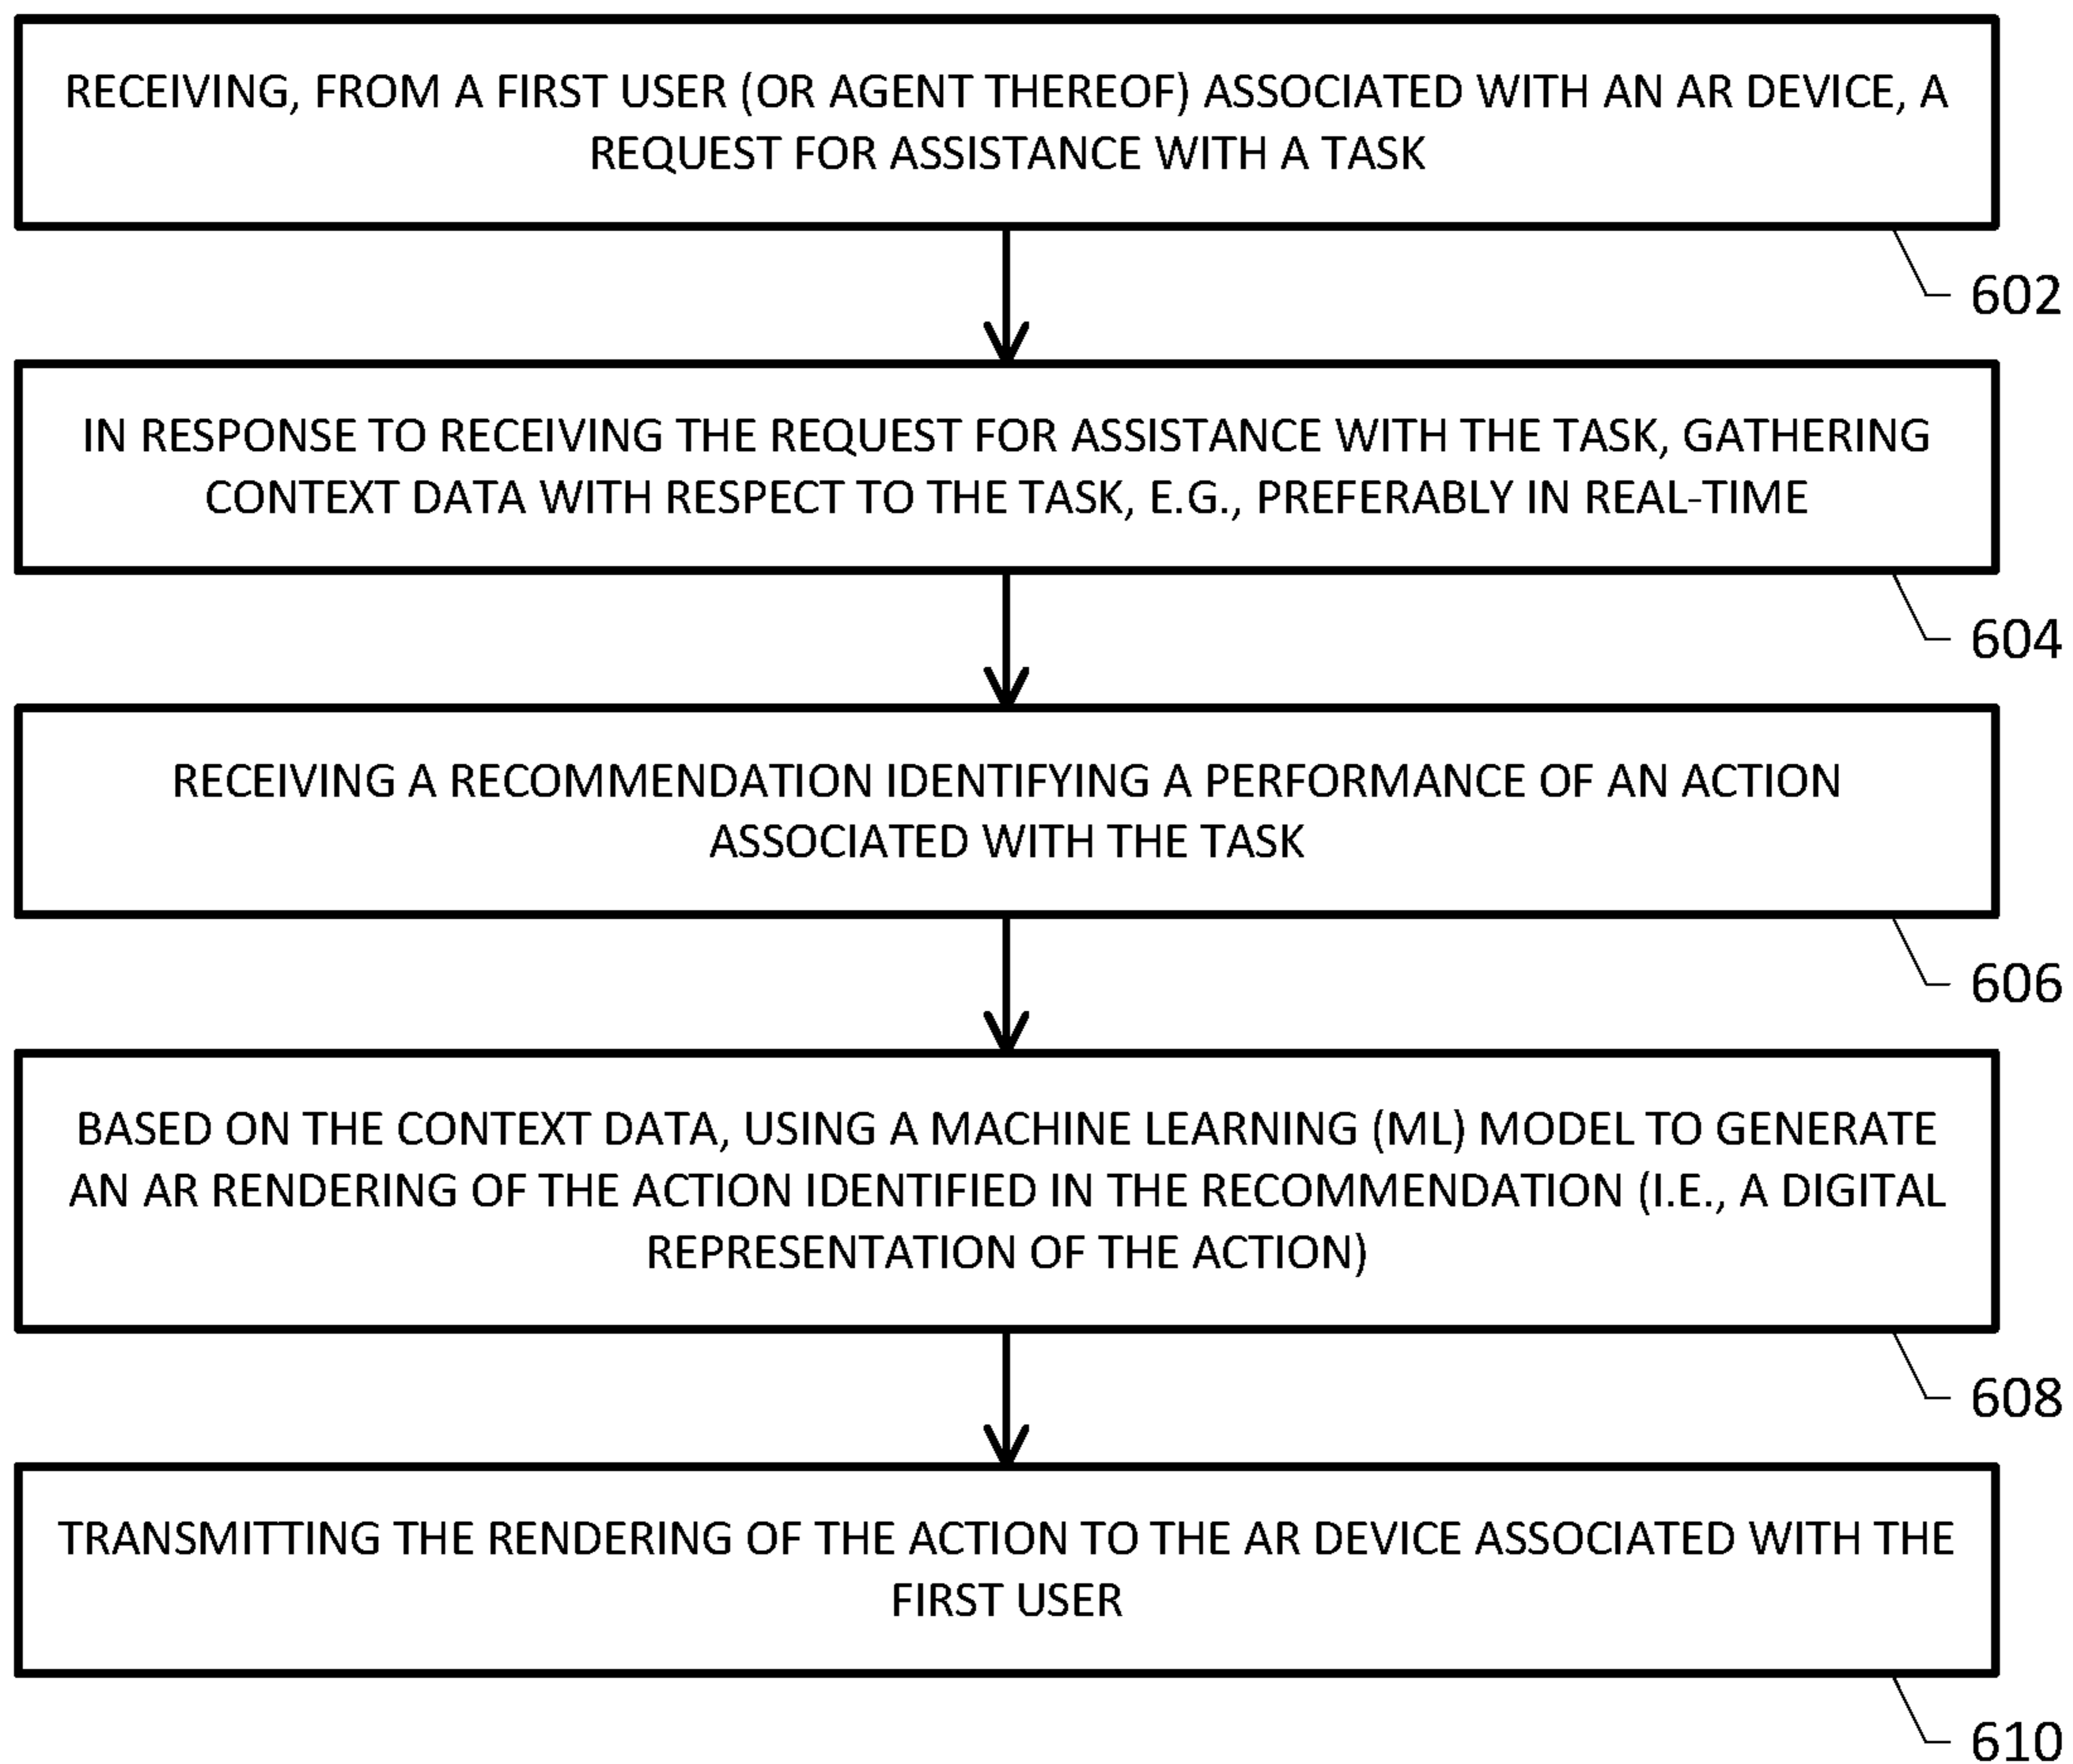 RECEIVING, FROM A FIRST USER (OR AGENT THEREOF) ASSOCIATED WITH AN AR DEVICE, A
REQUEST FOR ASSISTANCE WITH A TASK
602
IN RESPONSE TO RECEIVING THE REQUEST FOR ASSISTANCE WITH THE TASK, GATHERING
CONTEXT DATA WITH RESPECT TO THE TASK, E.G., PREFERABLY IN REAL-TIME
604
RECEIVING A RECOMMENDATION IDENTIFYING A PERFORMANCE OF AN ACTION
ASSOCIATED WITH THE TASK
606
BASED ON THE CONTEXT DATA, USING A MACHINE LEARNING (ML) MODEL TO GENERATE
AN AR RENDERING OF THE ACTION IDENTIFIED IN THE RECOMMENDATION (I.E., A DIGITAL
REPRESENTATION OF THE ACTION)
608
TRANSMITTING THE RENDERING OF THE ACTION TO THE AR DEVICE ASSOCIATED WITH THE
FIRST USER
610